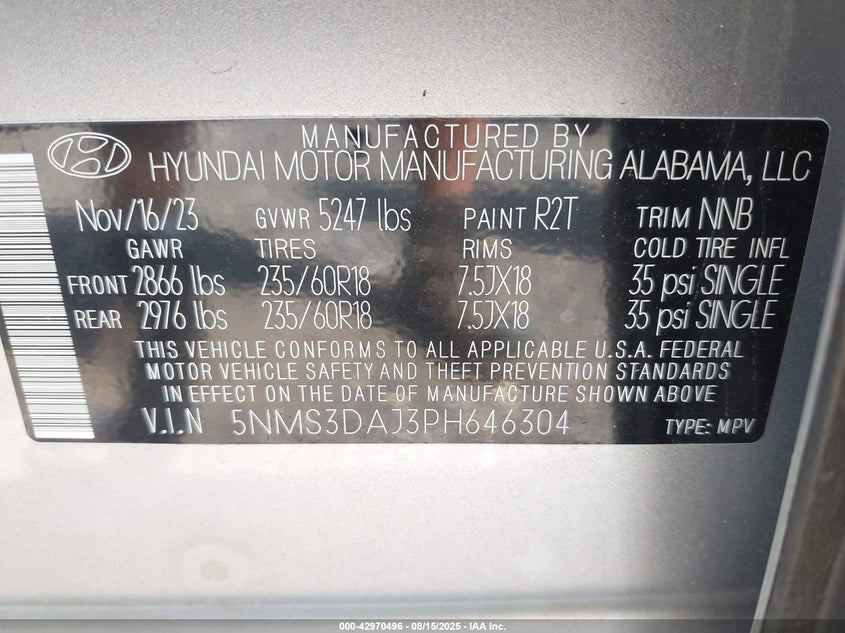 MANUFACTURED BY
HYUNDAI MOTOR MANUFACTURING ALABAMA, LLC
Nov/16/23 GVWR 5247 lbs PAINT R2T TRIM NNB
GAWR TIRES RIMS COLD TIRE INFL
FRONT 2866 lbs 235/60R18 7.5JX18 35 psi SINGLE
REAR 2976 lbs 235/60R18 7.5JX18 35 psi SINGLE
THIS VEHICLE CONFORMS TO ALL APPLICABLE U.S.A. FEDERAL
MOTOR VEHICLE SAFETY AND THEFT PREVENTION STANDARDS
IN EFFECT ON THE DATE OF MANUFACTURE SHOWN ABOVE
V.I.N 5NMS3DAJ3PH646304 TYPE: MPV
000-42970496 - 08/15/2025 - IAA Inc.